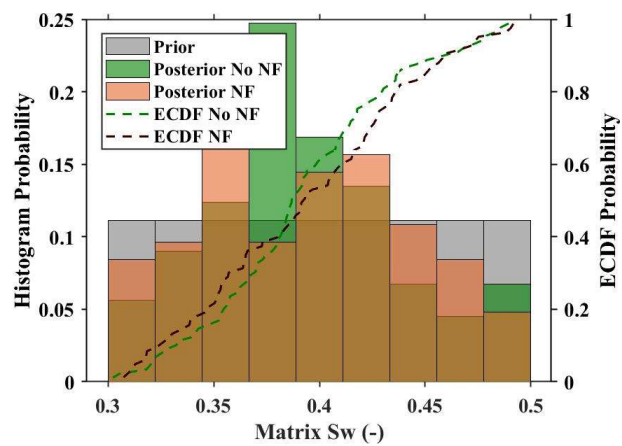 0.25
0.2
0.15
0.1
0.05
0
Histogram Probability
Prior
Posterior No NF
Posterior NF
ECDF No NF
ECDF NF
1
0.8
0.6
0.4
0.2
0
ECDF Probability
0.3
0.35
0.4
0.45
0.5
Matrix Sw (-)